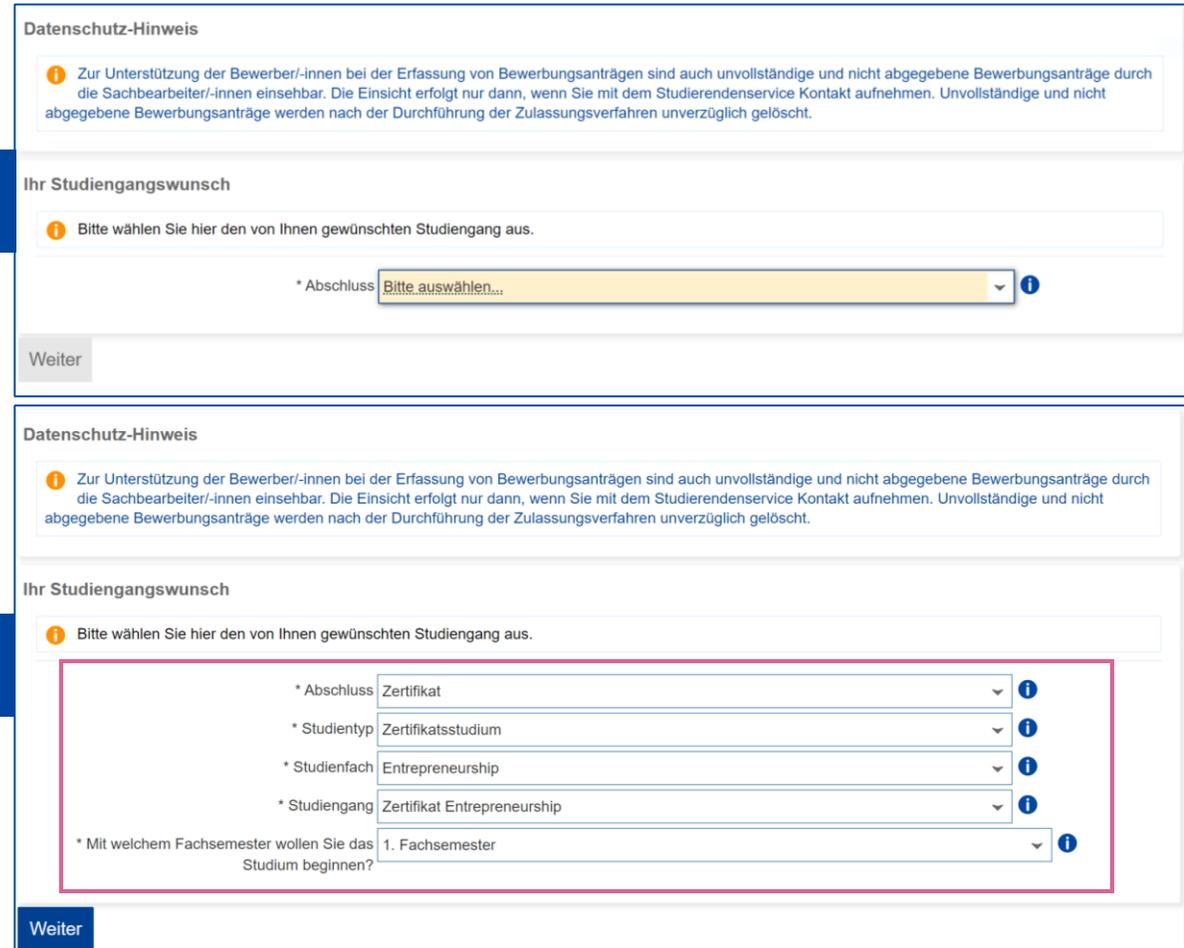 Datenschutz-Hinweis
Zur Unterstützung der Bewerber/-innen bei der Erfassung von Bewerbungsanträgen sind auch unvollständige und nicht abgegebene Bewerbungsanträge durch
die Sachbearbeiter/-innen einsehbar. Die Einsicht erfolgt nur dann, wenn Sie mit dem Studierendenservice Kontakt aufnehmen. Unvollständige und nicht
abgegebene Bewerbungsanträge werden nach der Durchführung der Zulassungsverfahren unverzüglich gelöscht.
Ihr Studiengangswunsch
Bitte wählen Sie hier den von Ihnen gewünschten Studiengang aus.
* Abschluss Bitte auswählen...
Weiter
Datenschutz-Hinweis
Zur Unterstützung der Bewerber/-innen bei der Erfassung von Bewerbungsanträgen sind auch unvollständige und nicht abgegebene Bewerbungsanträge durch
die Sachbearbeiter/-innen einsehbar. Die Einsicht erfolgt nur dann, wenn Sie mit dem Studierendenservice Kontakt aufnehmen. Unvollständige und nicht
abgegebene Bewerbungsanträge werden nach der Durchführung der Zulassungsverfahren unverzüglich gelöscht.
Ihr Studiengangswunsch
Bitte wählen Sie hier den von Ihnen gewünschten Studiengang aus.
* Abschluss Zertifikat
* Studientyp Zertifikatsstudium
* Studienfach Entrepreneurship
* Studiengang Zertifikat Entrepreneurship
* Mit welchem Fachsemester wollen Sie das 1. Fachsemester
Studium beginnen?
Weiter